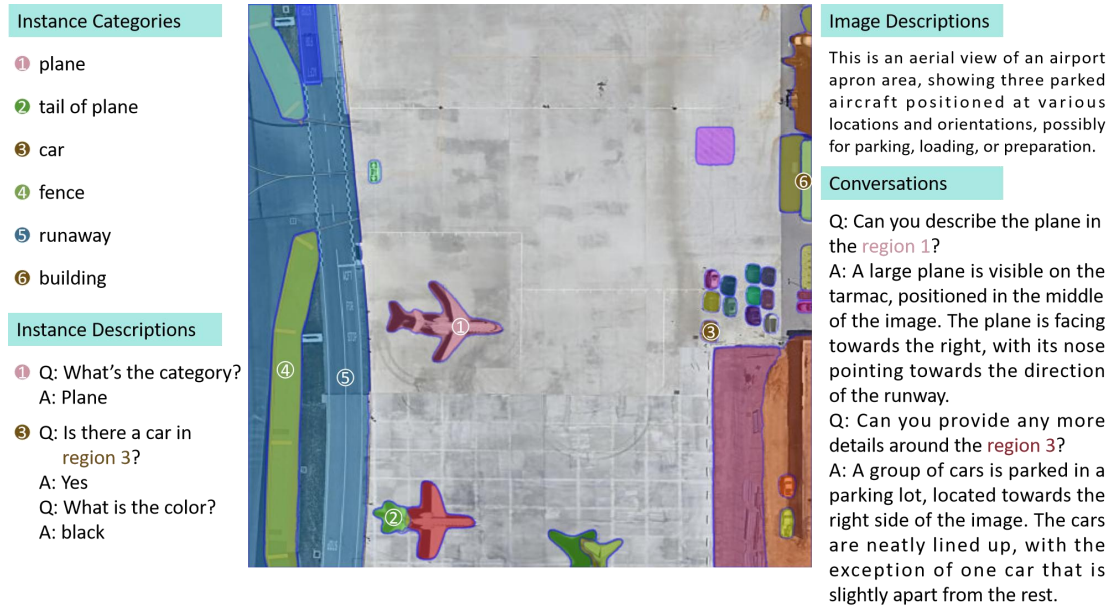 Instance Categories
1 plane
2 tail of plane
3 car
4 fence
5 runaway
6 building
Instance Descriptions
1 Q: What's the category?
A: Plane
3 Q: Is there a car in
region 3?
A: Yes
Q: What is the color?
A: black
1
2
3
4
5
6
Image Descriptions
This is an aerial view of an airport
apron area, showing three parked
aircraft positioned at various
locations and orientations, possibly
for parking, loading, or preparation.
Conversations
Q: Can you describe the plane in
the region 1?
A: A large plane is visible on the
tarmac, positioned in the middle
of the image. The plane is facing
towards the right, with its nose
pointing towards the direction
of the runway.
Q: Can you provide any more
details around the region 3?
A: A group of cars is parked in a
parking lot, located towards the
right side of the image. The cars
are neatly lined up, with the
exception of one car that is
slightly apart from the rest.